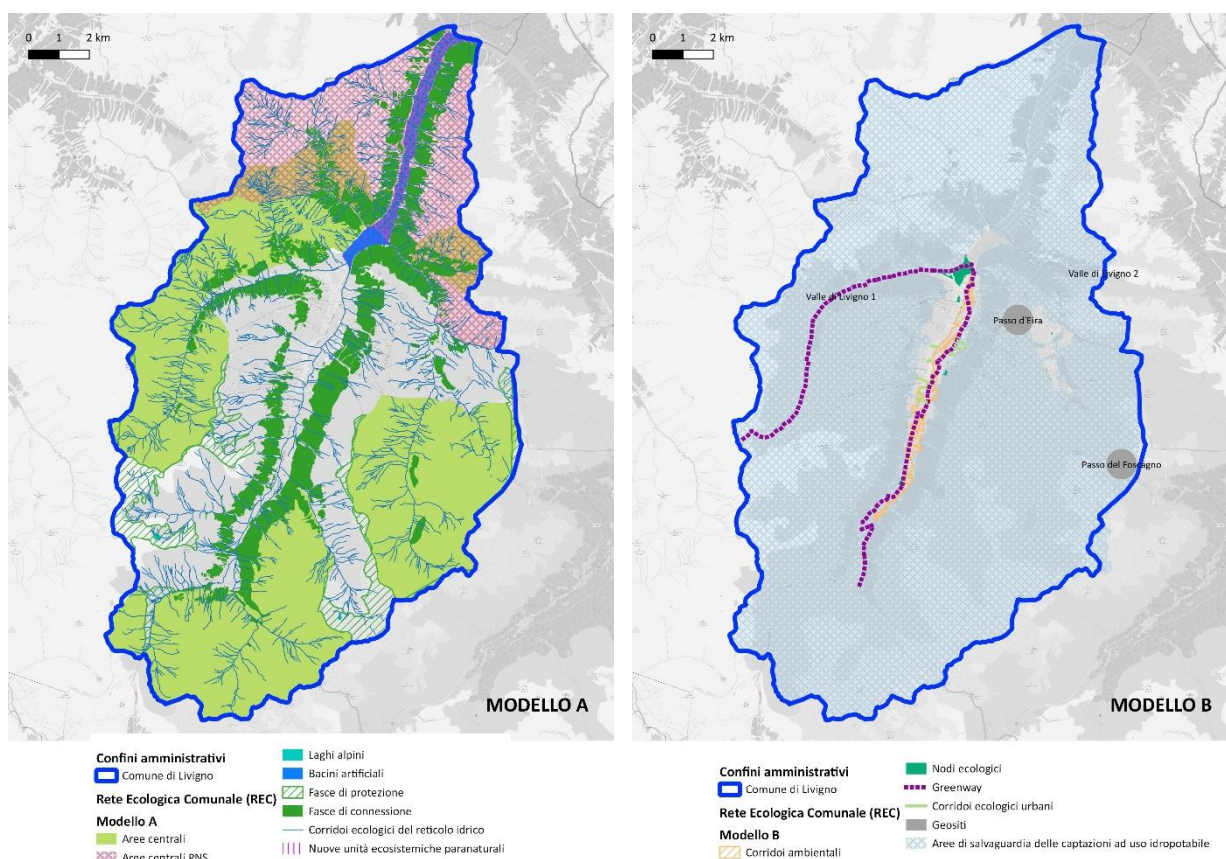 0 1 2 km
MODELLO A
Confini amministrativi
Comune di Livigno
Rete Ecologica Comunale (REC)
Modello A
Aree centrali
Aree centrali PNS
Laghi alpini
Bacini artificiali
Fasce di protezione
Fasce di connessione
Corridoi ecologici del reticolo idrico
Nuove unità ecosistemiche paranaturali
0 1 2 km
Valle di Livigno 2
Valle di Livigno 1
Passo d'Eira
Passo del Foscagno
MODELLO B
Confini amministrativi
Comune di Livigno
Rete Ecologica Comunale (REC)
Modello B
Corridoi ambientali
Nodi ecologici
Greenway
Corridoi ecologici urbani
Geositi
Aree di salvaguardia delle captazioni ad uso idropotabile